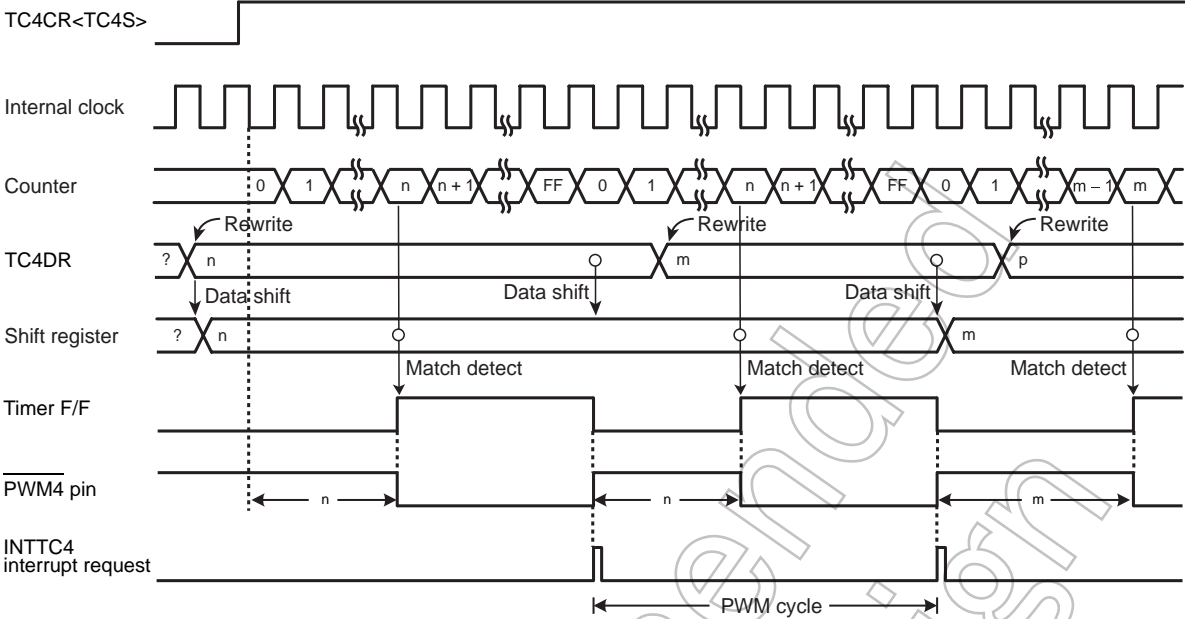 TC4CR<TC4S>
Internal clock
Counter 0 1 n n + 1 FF 0 1 n n + 1 FF 0 1 m – 1 m
Rewrite Rewrite Rewrite
TC4DR ? n m p
Data shift Data shift Data shift
Shift register ? n m
Match detect Match detect Match detect
Timer F/F
PWM4 pin
n n m
INTTC4
interrupt request
PWM cycle